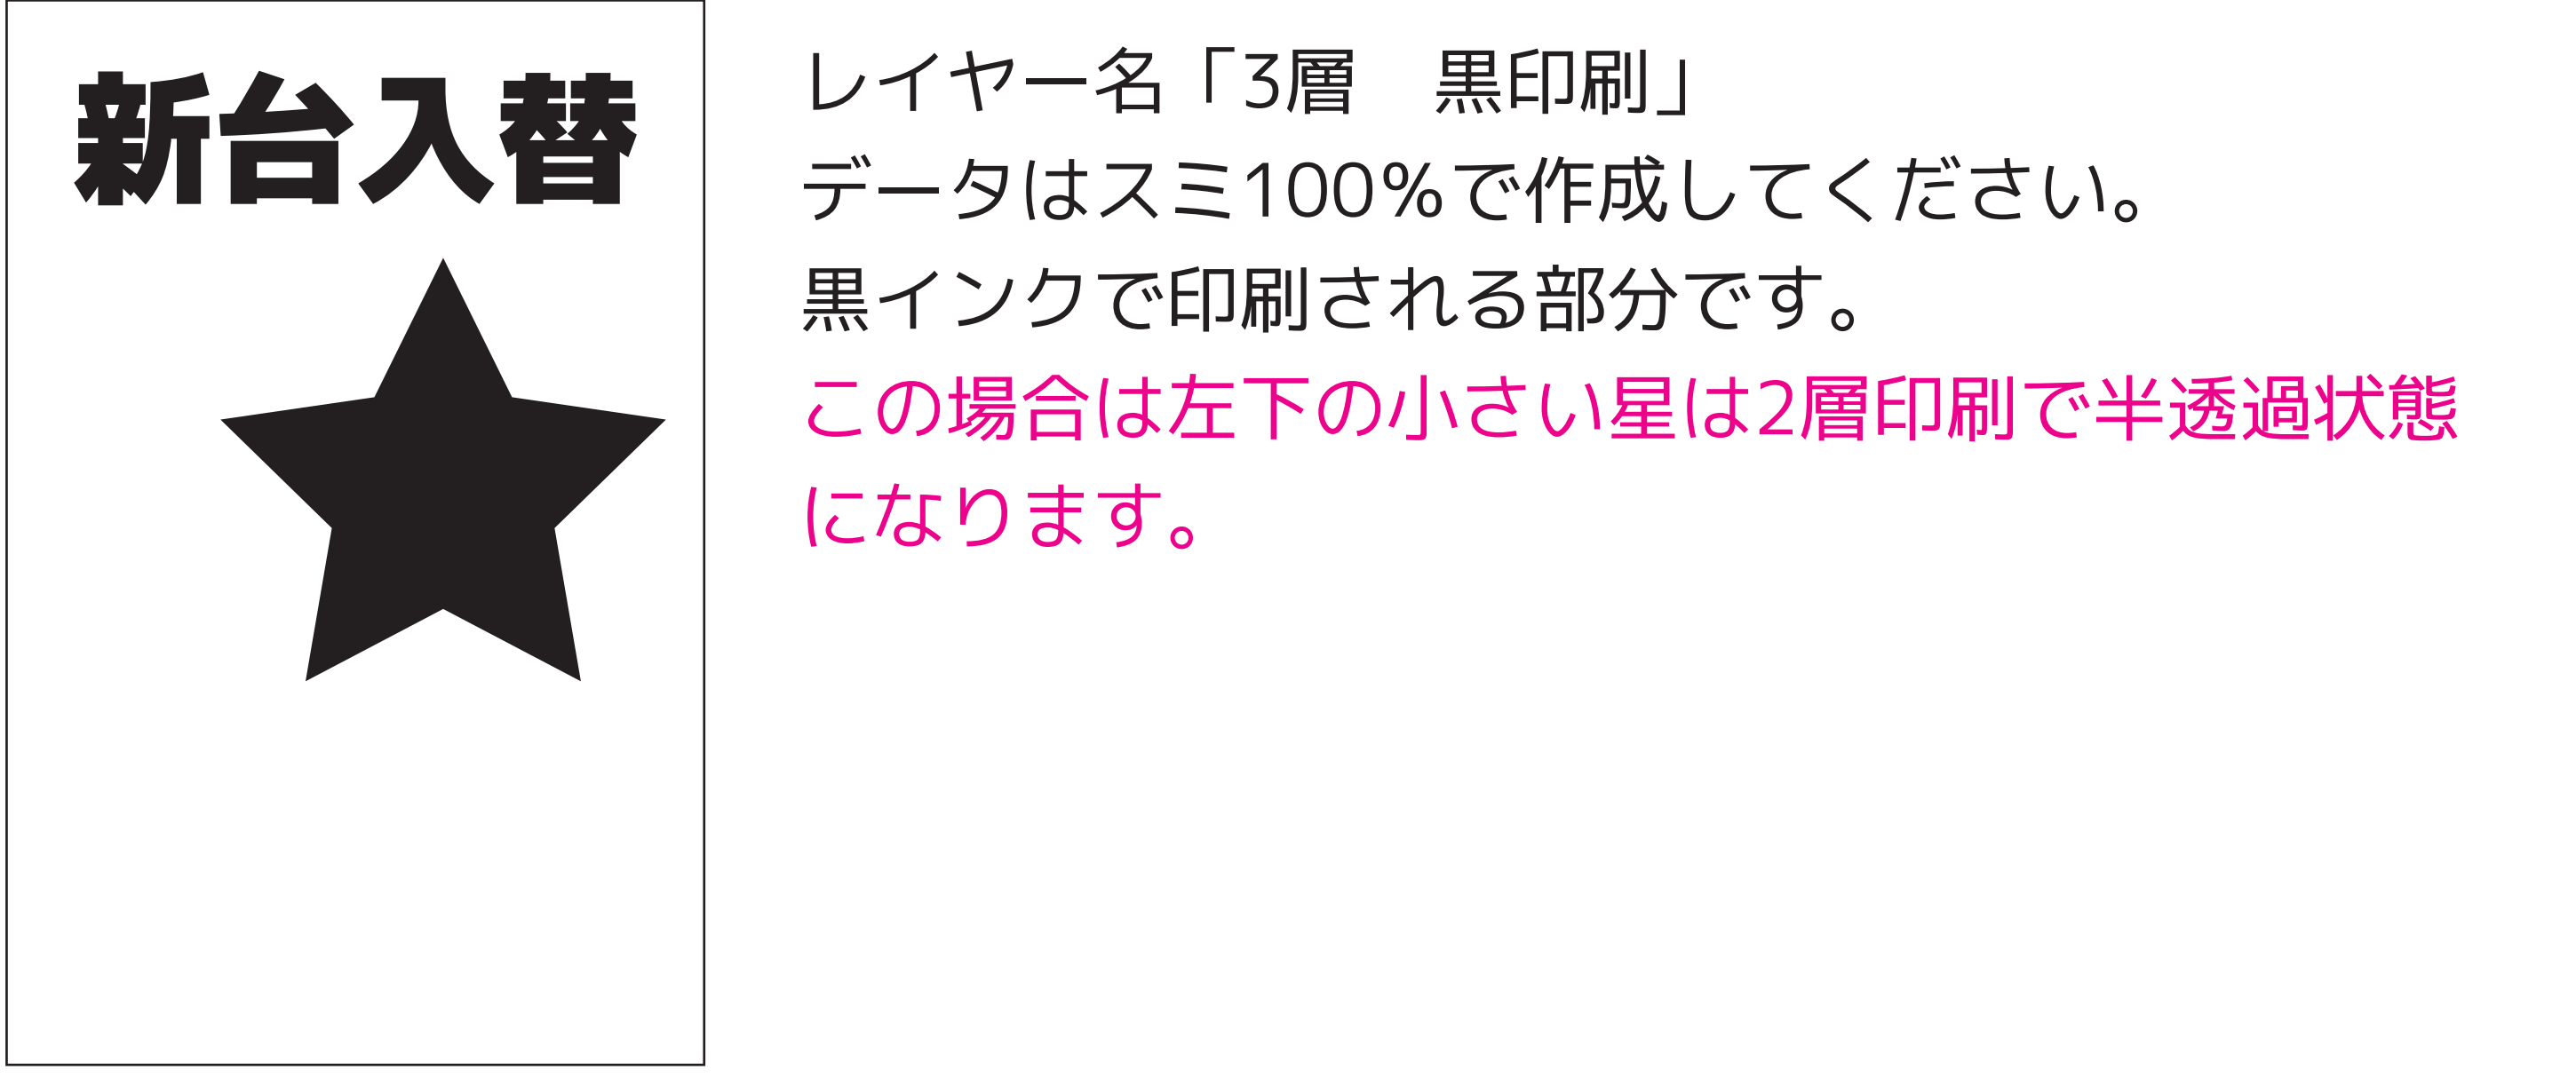 新台入替
レイヤー名「3層　黒印刷」
データはスミ100%で作成してください。
黒インクで印刷される部分です。
この場合は左下の小さい星は2層印刷で半透過状態
になります。